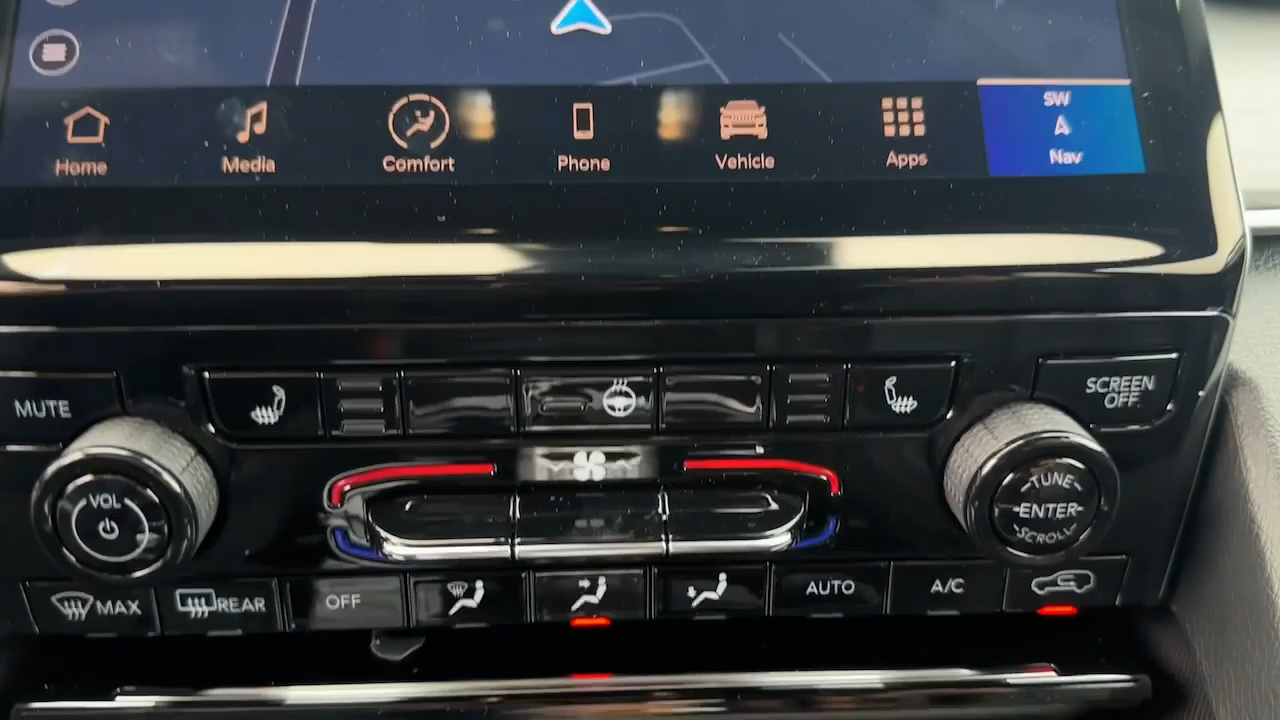 SW
Home
Media
Comfort
Phone
Vehicle
Apps
Nav
MUTE
SCREEN
OFF
VOL
TUNE
ENTER
SCROLL
MAX
REAR
OFF
AUTO
A/C